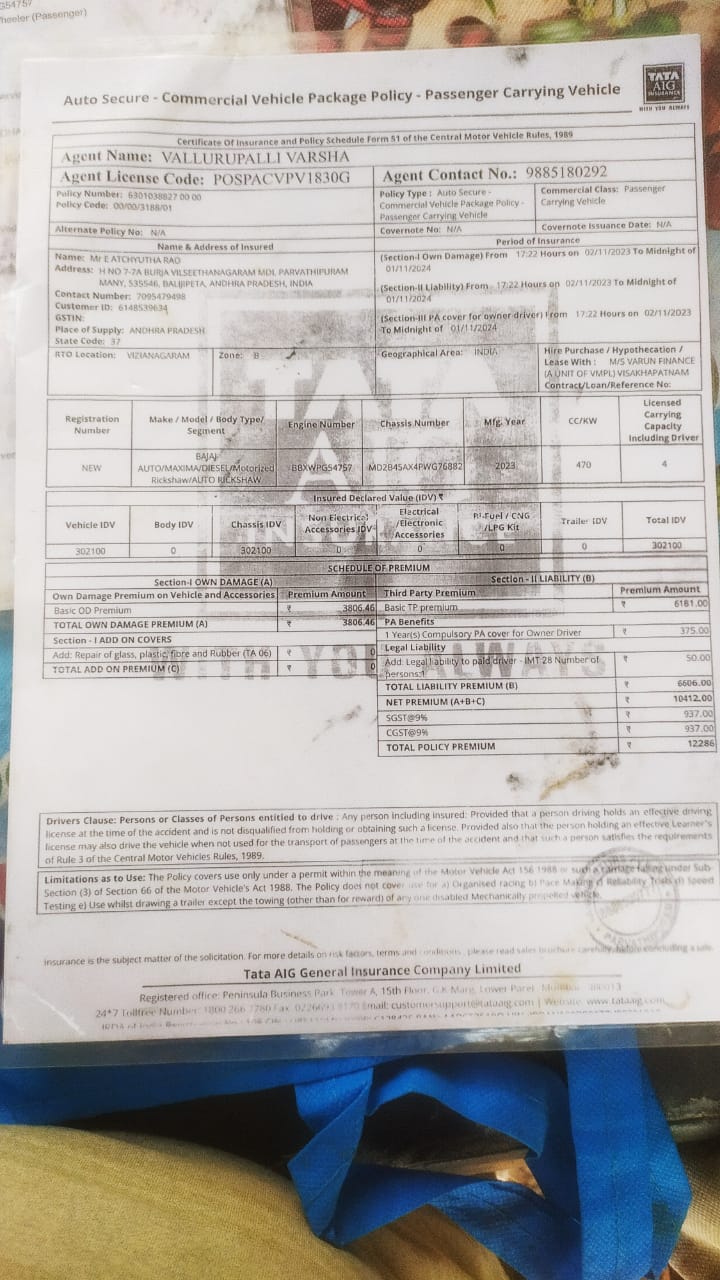 G54757
heeler (Passenger)
Auto Secure - Commercial Vehicle Package Policy - Passenger Carrying Vehicle
TATA
AIG
INSURANCE
WITH YOU ALWAYS
Certificate Of Insurance and Policy Schedule Form 51 of the Central Motor Vehicle Rules, 1989
Agent Name: VALLURUPALLI VARSHA
Agent License Code: POSPACVPV1830G
Agent Contact No.: 9885180292
Policy Number: 6301038827 00 00
Policy Code: 00/00/3188/01
Policy Type : Auto Secure -
Commercial Vehicle Package Policy -
Passenger Carrying Vehicle
Commercial Class: Passenger
Carrying Vehicle
Alternate Policy No: N/A
Covernote No: N/A
Covernote Issuance Date: N/A
Name & Address of Insured
Period of Insurance
Name: Mr E ATCHYUTHA RAO
Address: H NO 7-7A BURJA VILSEETHANAGARAM MDL PARVATHIPURAM
MANY, 535546, BALIJIPETA, ANDHRA PRADESH, INDIA
Contact Number: 7095479498
Customer ID: 6148539634
GSTIN:
Place of Supply: ANDHRA PRADESH
State Code: 37
(Section-I Own Damage) From 17:22 Hours on 02/11/2023 To Midnight of
01/11/2024
(Section-II Liability) From 17:22 Hours on 02/11/2023 To Midnight of
01/11/2024
(Section-III PA cover for owner driver) From 17:22 Hours on 02/11/2023
To Midnight of 01/11/2024
RTO Location: VIZIANAGARAM
Zone: B
Geographical Area: INDIA
Hire Purchase / Hypothecation /
Lease With : M/S VARUN FINANCE
(A UNIT OF VMPL) VISAKHAPATNAM
Contract/Loan/Reference No:
Registration Number Make / Model / Body Type/ Segment Engine Number Chassis Number Mfg. Year CC/KW Licensed Carrying Capacity Including Driver
NEW BAJAJ AUTO/MAXIMA/DIESEL/Motorized Rickshaw/AUTO RICKSHAW BBXWPG54757 MD2B45AX4PWG76882 2023 470 4
Insured Declared Value (IDV) ₹
Vehicle IDV Body IDV Chassis IDV Non Electrical Accessories IDV Electrical /Electronic Accessories Bi-Fuel / CNG /LPG Kit Trailer IDV Total IDV
302100 0 302100 0 0 0 0 302100
SCHEDULE OF PREMIUM
Section-I OWN DAMAGE (A)
Section - II LIABILITY (B)
Own Damage Premium on Vehicle and Accessories Premium Amount
Third Party Premium Premium Amount
Basic OD Premium ₹ 3806.46
Basic TP premium ₹ 6181.00
TOTAL OWN DAMAGE PREMIUM (A) ₹ 3806.46
PA Benefits
Section - I ADD ON COVERS
1 Year(s) Compulsory PA cover for Owner Driver ₹ 375.00
Add: Repair of glass, plastic, fibre and Rubber (TA 06) ₹ 0
Legal Liability
TOTAL ADD ON PREMIUM (C) ₹ 0
Add: Legal liability to paid driver - IMT 28 Number of
persons:1 ₹ 50.00
TOTAL LIABILITY PREMIUM (B) ₹ 6606.00
NET PREMIUM (A+B+C) ₹ 10412.00
SGST@9% ₹ 937.00
CGST@9% ₹ 937.00
TOTAL POLICY PREMIUM ₹ 12286
WITH YOU ALWAYS
Drivers Clause: Persons or Classes of Persons entitled to drive : Any person including insured: Provided that a person driving holds an effective driving
license at the time of the accident and is not disqualified from holding or obtaining such a license. Provided also that the person holding an effective Learner's
license may also drive the vehicle when not used for the transport of passengers at the time of the accident and that such a person satisfies the requirements
of Rule 3 of the Central Motor Vehicles Rules, 1989.
Limitations as to Use: The Policy covers use only under a permit within the meaning of the Motor Vehicle Act 156 1988 or such a carriage falling under Sub-
Section (3) of Section 66 of the Motor Vehicle's Act 1988. The Policy does not cover use for a) Organised racing b) Pace Making c) Reliability Trials d) Speed
Testing e) Use whilst drawing a trailer except the towing (other than for reward) of any one disabled Mechanically propelled vehicle.
Insurance is the subject matter of the solicitation. For more details on risk factors, terms and conditions, please read sales brochure carefully before concluding a sale.
Tata AIG General Insurance Company Limited
Registered office: Peninsula Business Park, Tower A, 15th Floor, G.K Marg, Lower Parel, Mumbai
24*7 Tollfree Number: 1800 266 7780 Fax: Email: customersupport@tataaig.com | Website: www.tataaig.com